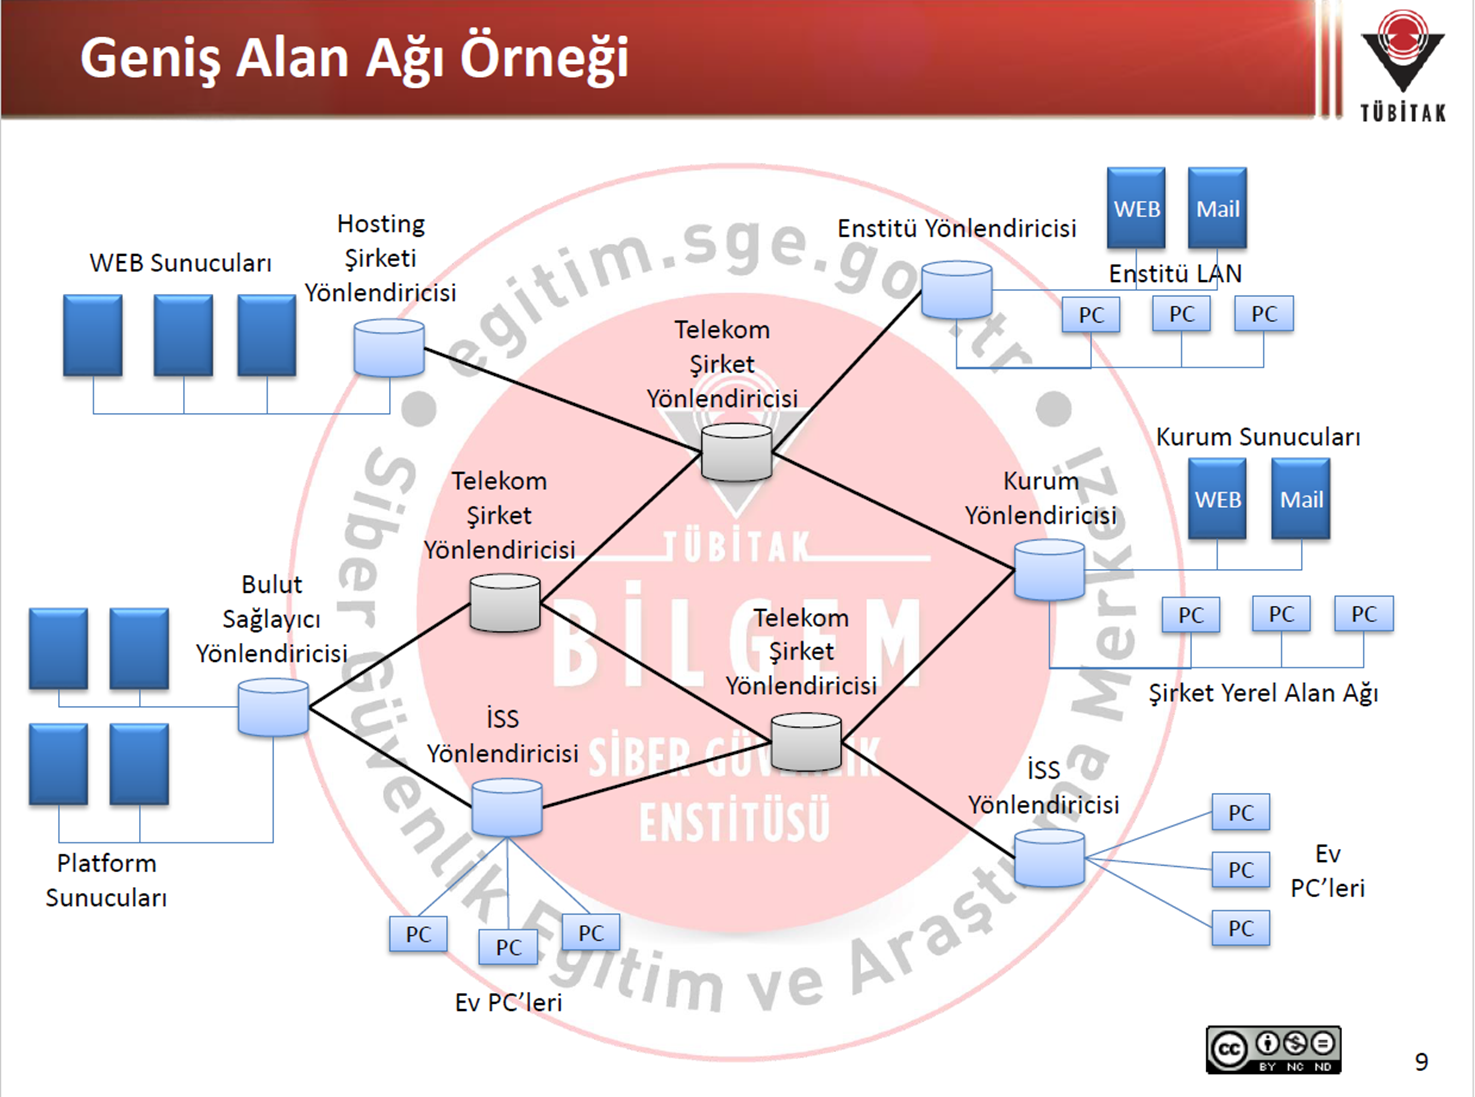 Geniş Alan Ağı Örneği
TÜBİTAK
WEB Sunucuları
Hosting
Şirketi
Yönlendiricisi
Enstitü Yönlendiricisi
WEB
Mail
Enstitü LAN
PC
PC
PC
Telekom
Şirket
Yönlendiricisi
Kurum Sunucuları
WEB
Mail
Kurum
Yönlendiricisi
PC
PC
PC
Şirket Yerel Alan Ağı
Telekom
Şirket
Yönlendiricisi
Bulut
Sağlayıcı
Yönlendiricisi
Telekom
Şirket
Yönlendiricisi
İSS
Yönlendiricisi
İSS
Yönlendiricisi
PC
PC
PC
Ev
PC’leri
Platform
Sunucuları
PC
PC
PC
Ev PC’leri
egitim.sge.gov.tr
Siber Güvenlik Eğitim ve Araştırma Merkezi
TÜBİTAK
BİLGEM
SİBER GÜVENLİK
ENSTİTÜSÜ
cc
BY NC ND
9